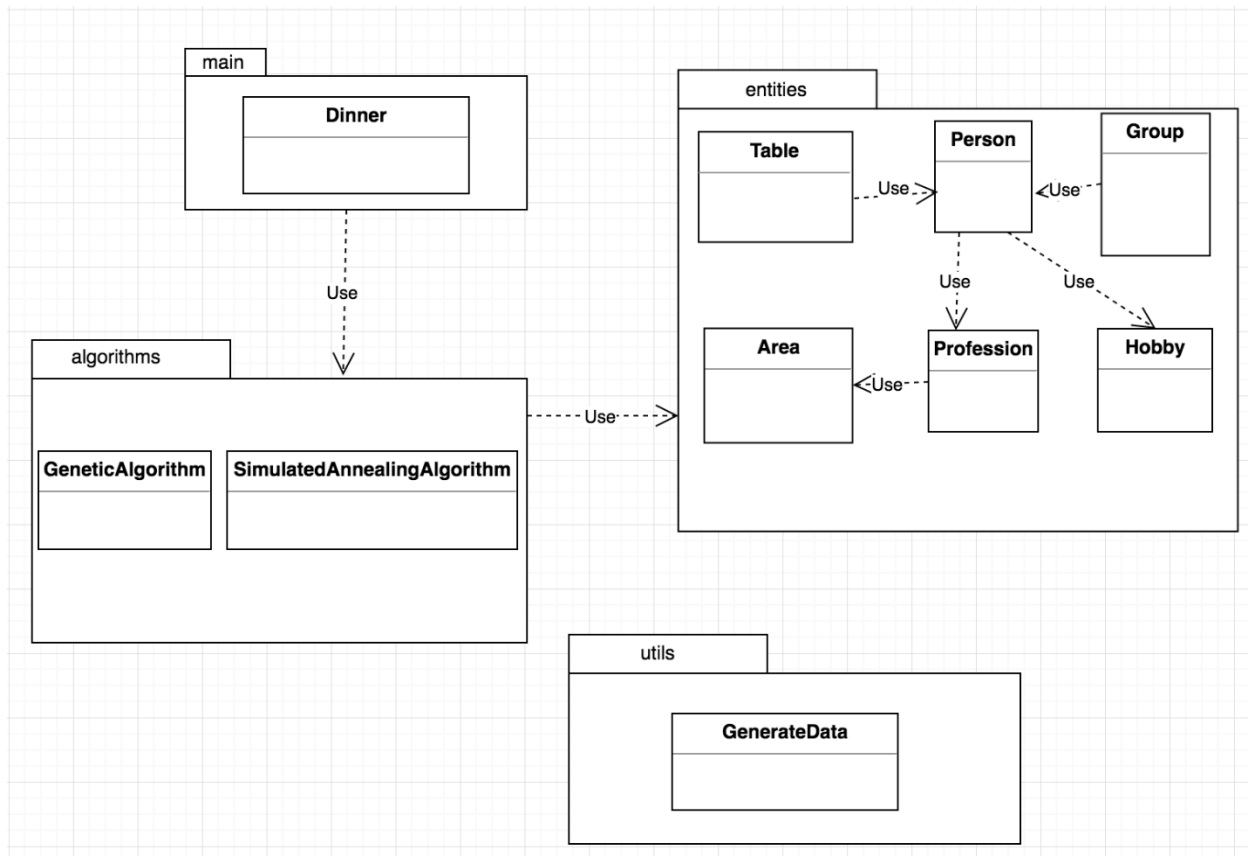 main
Dinner
Use
algorithms
GeneticAlgorithm
SimulatedAnnealingAlgorithm
Use
entities
Table
Person
Group
Use
Use
Use
Use
Area
Profession
Hobby
Use
utils
GenerateData